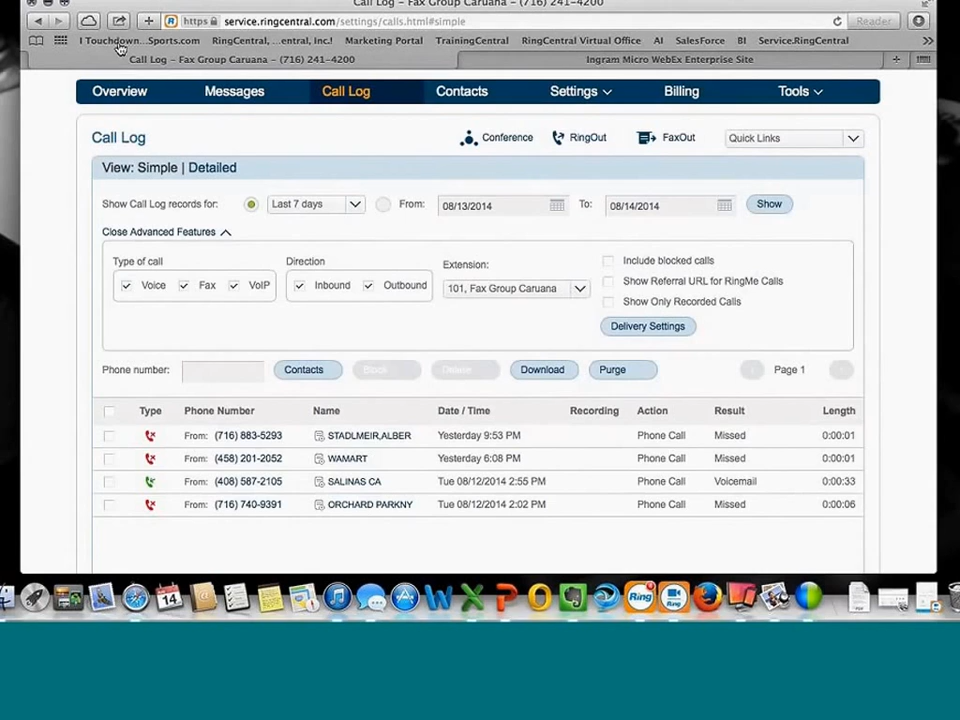 Call Log – Fax Group Caruana – (716) 241–4200
https service.ringcentral.com/settings/calls.html#simple Reader
I Touchdown...Sports.com RingCentral, ...entral, Inc.! Marketing Portal TrainingCentral RingCentral Virtual Office AI SalesForce BI Service.RingCentral
Call Log – Fax Group Caruana – (716) 241–4200 Ingram Micro WebEx Enterprise Site
Overview Messages Call Log Contacts Settings Billing Tools
Call Log Conference RingOut FaxOut Quick Links
View: Simple | Detailed
Show Call Log records for: Last 7 days From: 08/13/2014 To: 08/14/2014 Show
Close Advanced Features
Type of call Direction Extension: Include blocked calls
Voice Fax VoIP Inbound Outbound 101, Fax Group Caruana Show Referral URL for RingMe Calls
Show Only Recorded Calls
Delivery Settings
Phone number: Contacts Block Delete Download Purge Page 1
Type Phone Number Name Date / Time Recording Action Result Length
From: (716) 883-5293 STADLMEIR,ALBER Yesterday 9:53 PM Phone Call Missed 0:00:01
From: (458) 201-2052 WAMART Yesterday 6:08 PM Phone Call Missed 0:00:01
From: (408) 587-2105 SALINAS CA Tue 08/12/2014 2:55 PM Phone Call Voicemail 0:00:33
From: (716) 740-9391 ORCHARD PARKNY Tue 08/12/2014 2:02 PM Phone Call Missed 0:00:06
14 W X P O Ring Ring